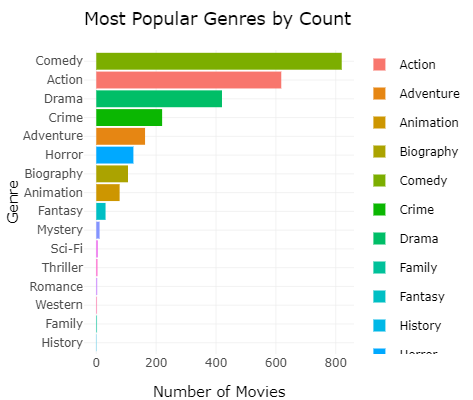 Most Popular Genres by Count
Comedy
Action
Drama
Crime
Adventure
Horror
Biography
Animation
Fantasy
Mystery
Sci-Fi
Thriller
Romance
Western
Family
History
Genre
0 200 400 600 800
Number of Movies
Action
Adventure
Animation
Biography
Comedy
Crime
Drama
Family
Fantasy
History
Horror